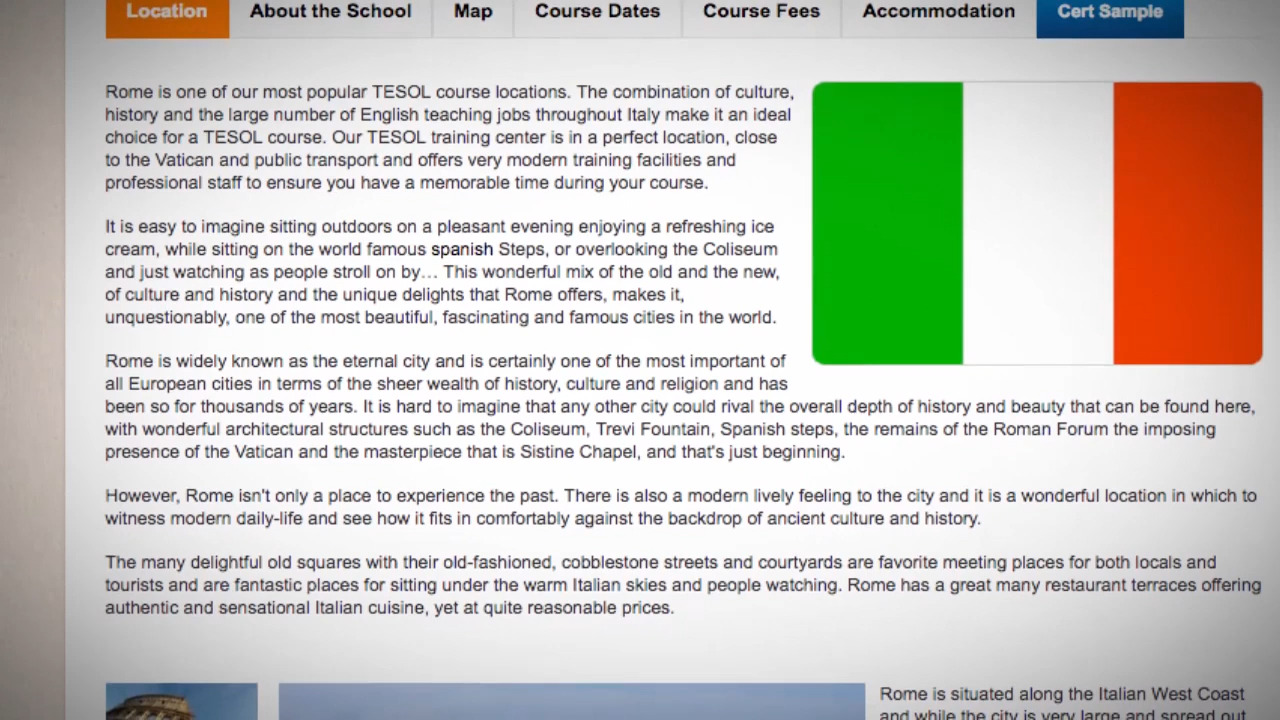 Location About the School Map Course Dates Course Fees Accommodation Cert Sample
Rome is one of our most popular TESOL course locations. The combination of culture,
history and the large number of English teaching jobs throughout Italy make it an ideal
choice for a TESOL course. Our TESOL training center is in a perfect location, close
to the Vatican and public transport and offers very modern training facilities and
professional staff to ensure you have a memorable time during your course.
It is easy to imagine sitting outdoors on a pleasant evening enjoying a refreshing ice
cream, while sitting on the world famous spanish Steps, or overlooking the Coliseum
and just watching as people stroll on by… This wonderful mix of the old and the new,
of culture and history and the unique delights that Rome offers, makes it,
unquestionably, one of the most beautiful, fascinating and famous cities in the world.
Rome is widely known as the eternal city and is certainly one of the most important of
all European cities in terms of the sheer wealth of history, culture and religion and has
been so for thousands of years. It is hard to imagine that any other city could rival the overall depth of history and beauty that can be found here,
with wonderful architectural structures such as the Coliseum, Trevi Fountain, Spanish steps, the remains of the Roman Forum the imposing
presence of the Vatican and the masterpiece that is Sistine Chapel, and that's just beginning.
However, Rome isn't only a place to experience the past. There is also a modern lively feeling to the city and it is a wonderful location in which to
witness modern daily-life and see how it fits in comfortably against the backdrop of ancient culture and history.
The many delightful old squares with their old-fashioned, cobblestone streets and courtyards are favorite meeting places for both locals and
tourists and are fantastic places for sitting under the warm Italian skies and people watching. Rome has a great many restaurant terraces offering
authentic and sensational Italian cuisine, yet at quite reasonable prices.
Rome is situated along the Italian West Coast
and while the city is very large and spread out